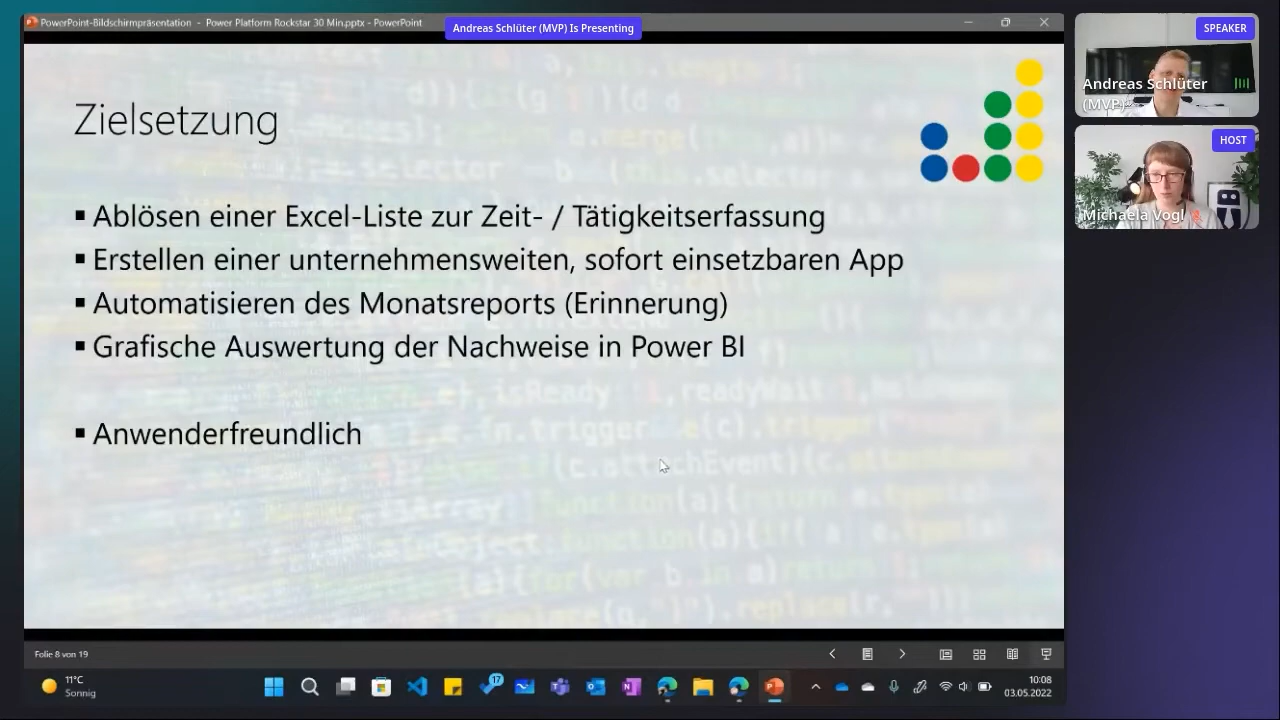 PowerPoint-Bildschirmpräsentation - Power Platform Rockstar 30 Min.pptx - PowerPoint
Andreas Schlüter (MVP) Is Presenting
SPEAKER
Andreas Schlüter
(MVP)
HOST
Michaela Vogl
Zielsetzung
▪ Ablösen einer Excel-Liste zur Zeit- / Tätigkeitserfassung
▪ Erstellen einer unternehmensweiten, sofort einsetzbaren App
▪ Automatisieren des Monatsreports (Erinnerung)
▪ Grafische Auswertung der Nachweise in Power BI
▪ Anwenderfreundlich
Folie 8 von 19
11°C
Sonnig
17
10:08
03.05.2022